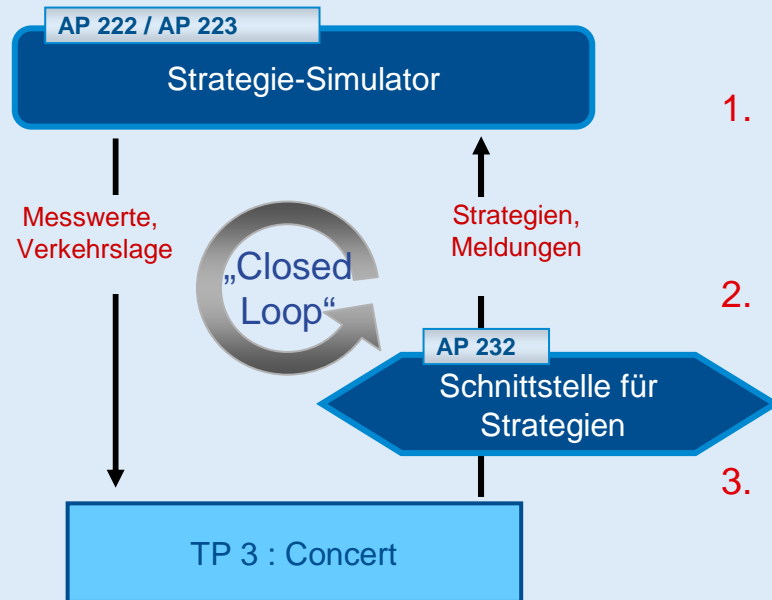 AP 222 / AP 223
Strategie-Simulator
1.
Messwerte,
Verkehrslage
Strategien,
Meldungen
„Closed
Loop“
2.
AP 232
Schnittstelle für
Strategien
3.
TP 3 : Concert